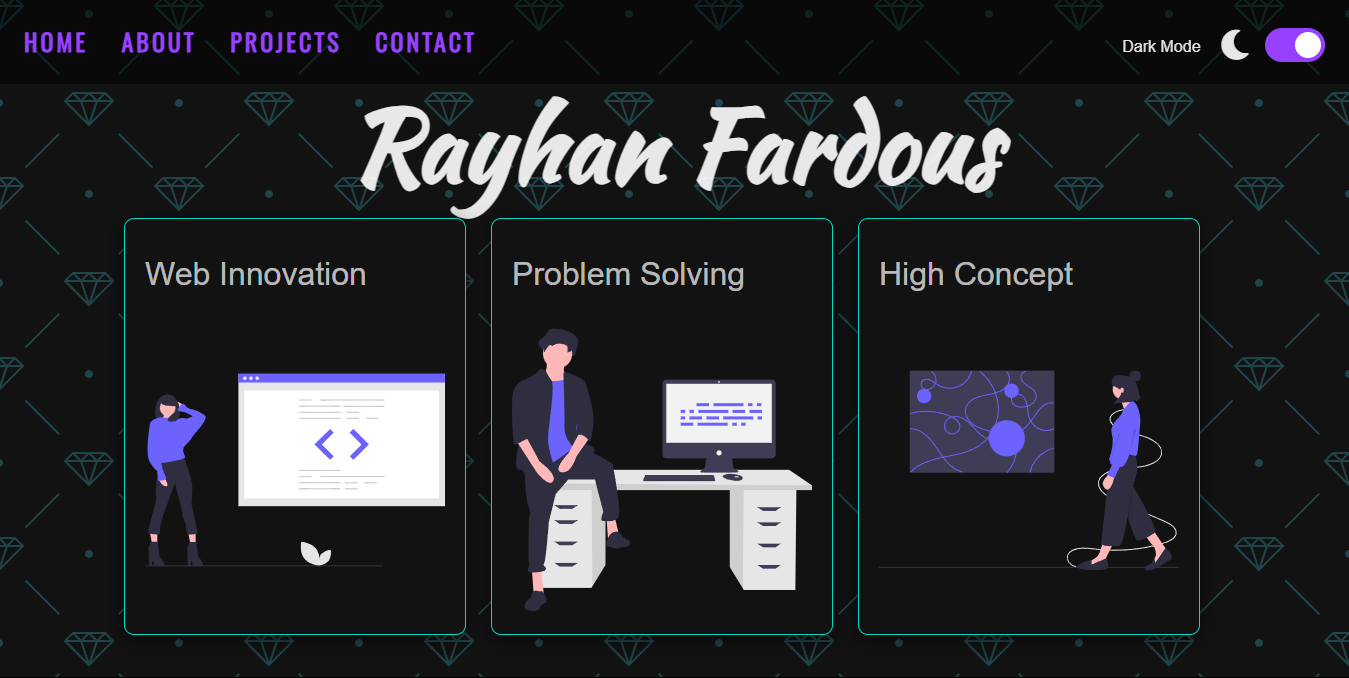 HOME ABOUT PROJECTS CONTACT Dark Mode
Rayhan Fardous
Web Innovation
Problem Solving
High Concept